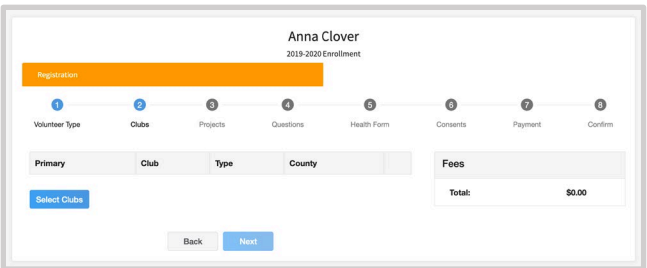 Anna Clover
2019-2020 Enrollment
Registration
1 2 3 4 5 6 7 8
Volunteer Type Clubs Projects Questions Health Form Consents Payment Confirm
Primary Club Type County
Fees
Total: $0.00
Select Clubs
Back Next